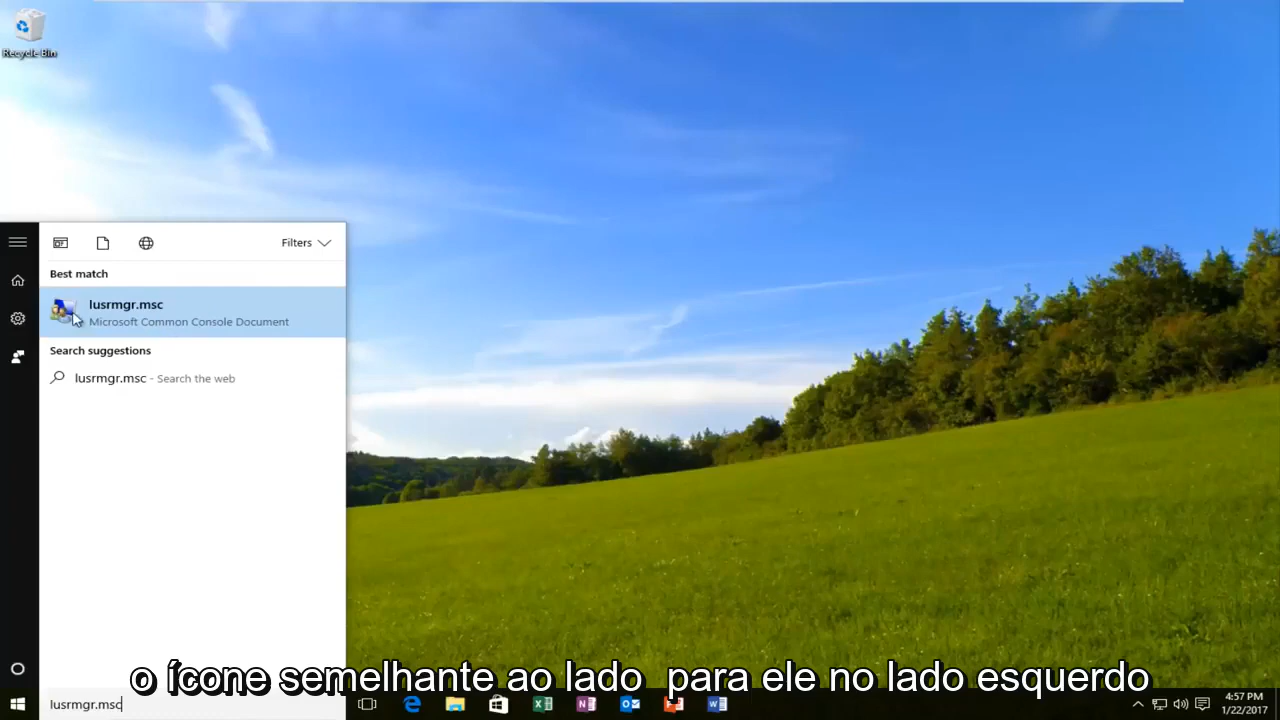 Recycle Bin
Filters
Best match
lusrmgr.msc
Microsoft Common Console Document
Search suggestions
lusrmgr.msc - Search the web
o ícone semelhante ao lado para ele no lado esquerdo
lusrmgr.msc
4:57 PM
1/22/2017